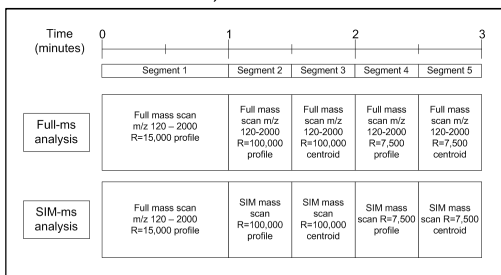 Time
(minutes)
0
1
2
3
Segment 1
Segment 2
Segment 3
Segment 4
Segment 5
Full-ms
analysis
Full mass scan
m/z 120 – 2000
R=15,000 profile
Full mass
scan m/z
120-2000
R=100,000
profile
Full mass
scan m/z
120-2000
R=100,000
centroid
Full mass
scan m/z
120-2000
R=7,500
profile
Full mass
scan m/z
120-2000
R=7,500
centroid
SIM-ms
analysis
Full mass scan
m/z 120 – 2000
R=15,000 profile
SIM mass
scan
R=100,000
profile
SIM mass
scan
R=100,000
centroid
SIM mass
scan R=7,500
profile
SIM mass
scan R=7,500
centroid